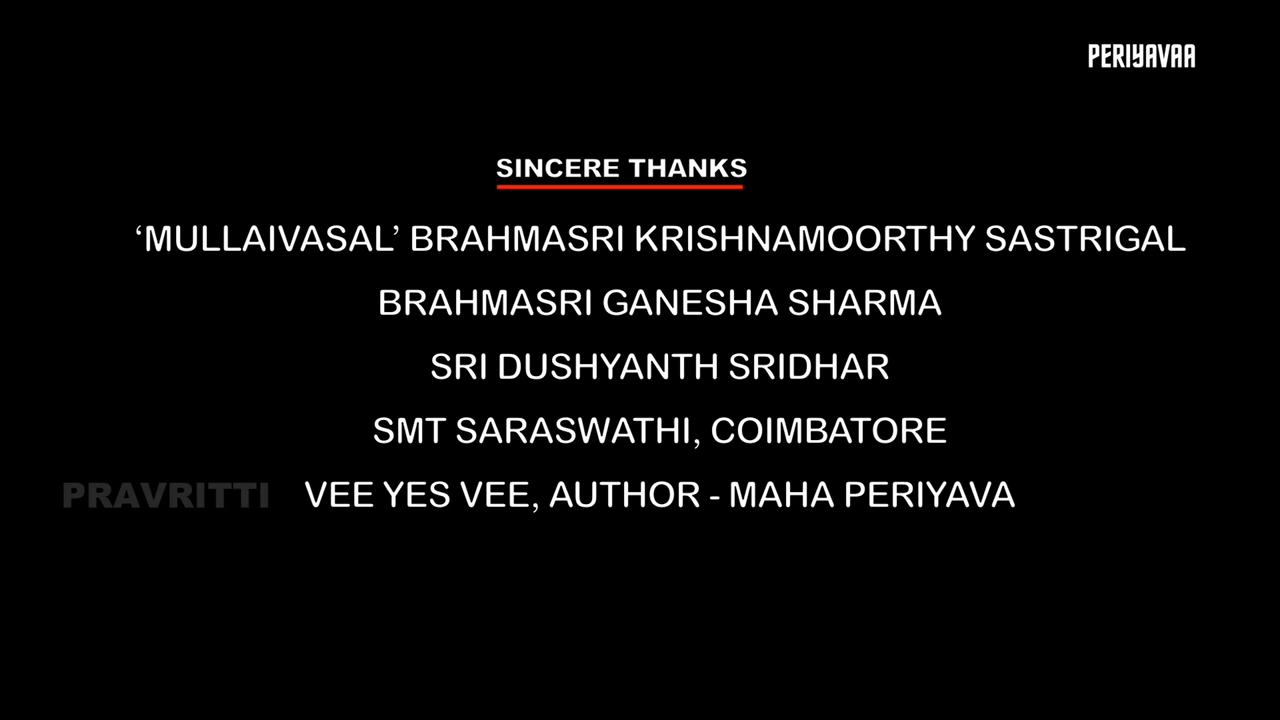 PERIYAVAA
SINCERE THANKS
‘MULLAIVASAL’ BRAHMASRI KRISHNAMOORTHY SASTRIGAL
BRAHMASRI GANESHA SHARMA
SRI DUSHYANTH SRIDHAR
SMT SARASWATHI, COIMBATORE
PRAVRITTI VEE YES VEE, AUTHOR - MAHA PERIYAVA